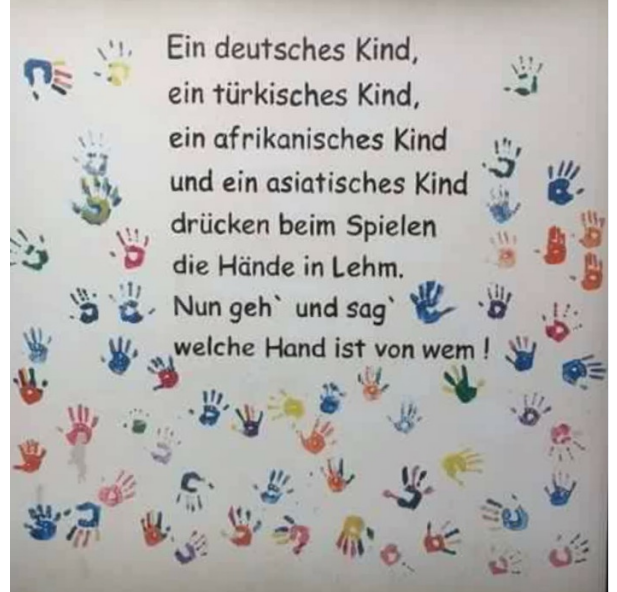 Ein deutsches Kind,
ein türkisches Kind,
ein afrikanisches Kind
und ein asiatisches Kind
drücken beim Spielen
die Hände in Lehm.
Nun geh` und sag`
welche Hand ist von wem !